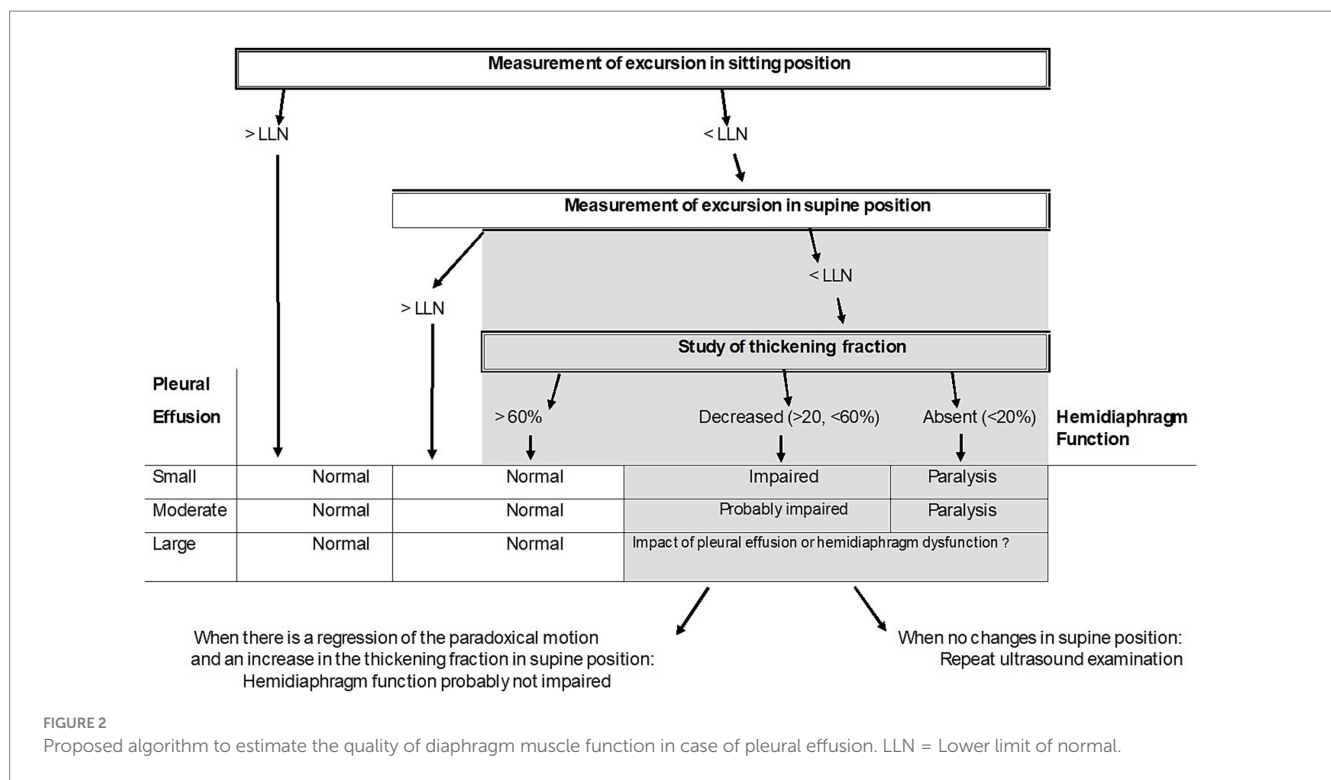 Measurement of excursion in sitting position
> LLN
< LLN
Measurement of excursion in supine position
< LLN
> LLN
Study of thickening fraction
Pleural
Effusion
> 60%
Decreased (>20, <60%)
Absent (<20%)
Hemidiaphragm
Function
Small Normal Normal Impaired Paralysis
Moderate Normal Normal Probably impaired Paralysis
Large Normal Normal Impact of pleural effusion or hemidiaphragm dysfunction ?
When there is a regression of the paradoxical motion
and an increase in the thickening fraction in supine position:
Hemidiaphragm function probably not impaired
When no changes in supine position:
Repeat ultrasound examination
FIGURE 2
Proposed algorithm to estimate the quality of diaphragm muscle function in case of pleural effusion. LLN = Lower limit of normal.